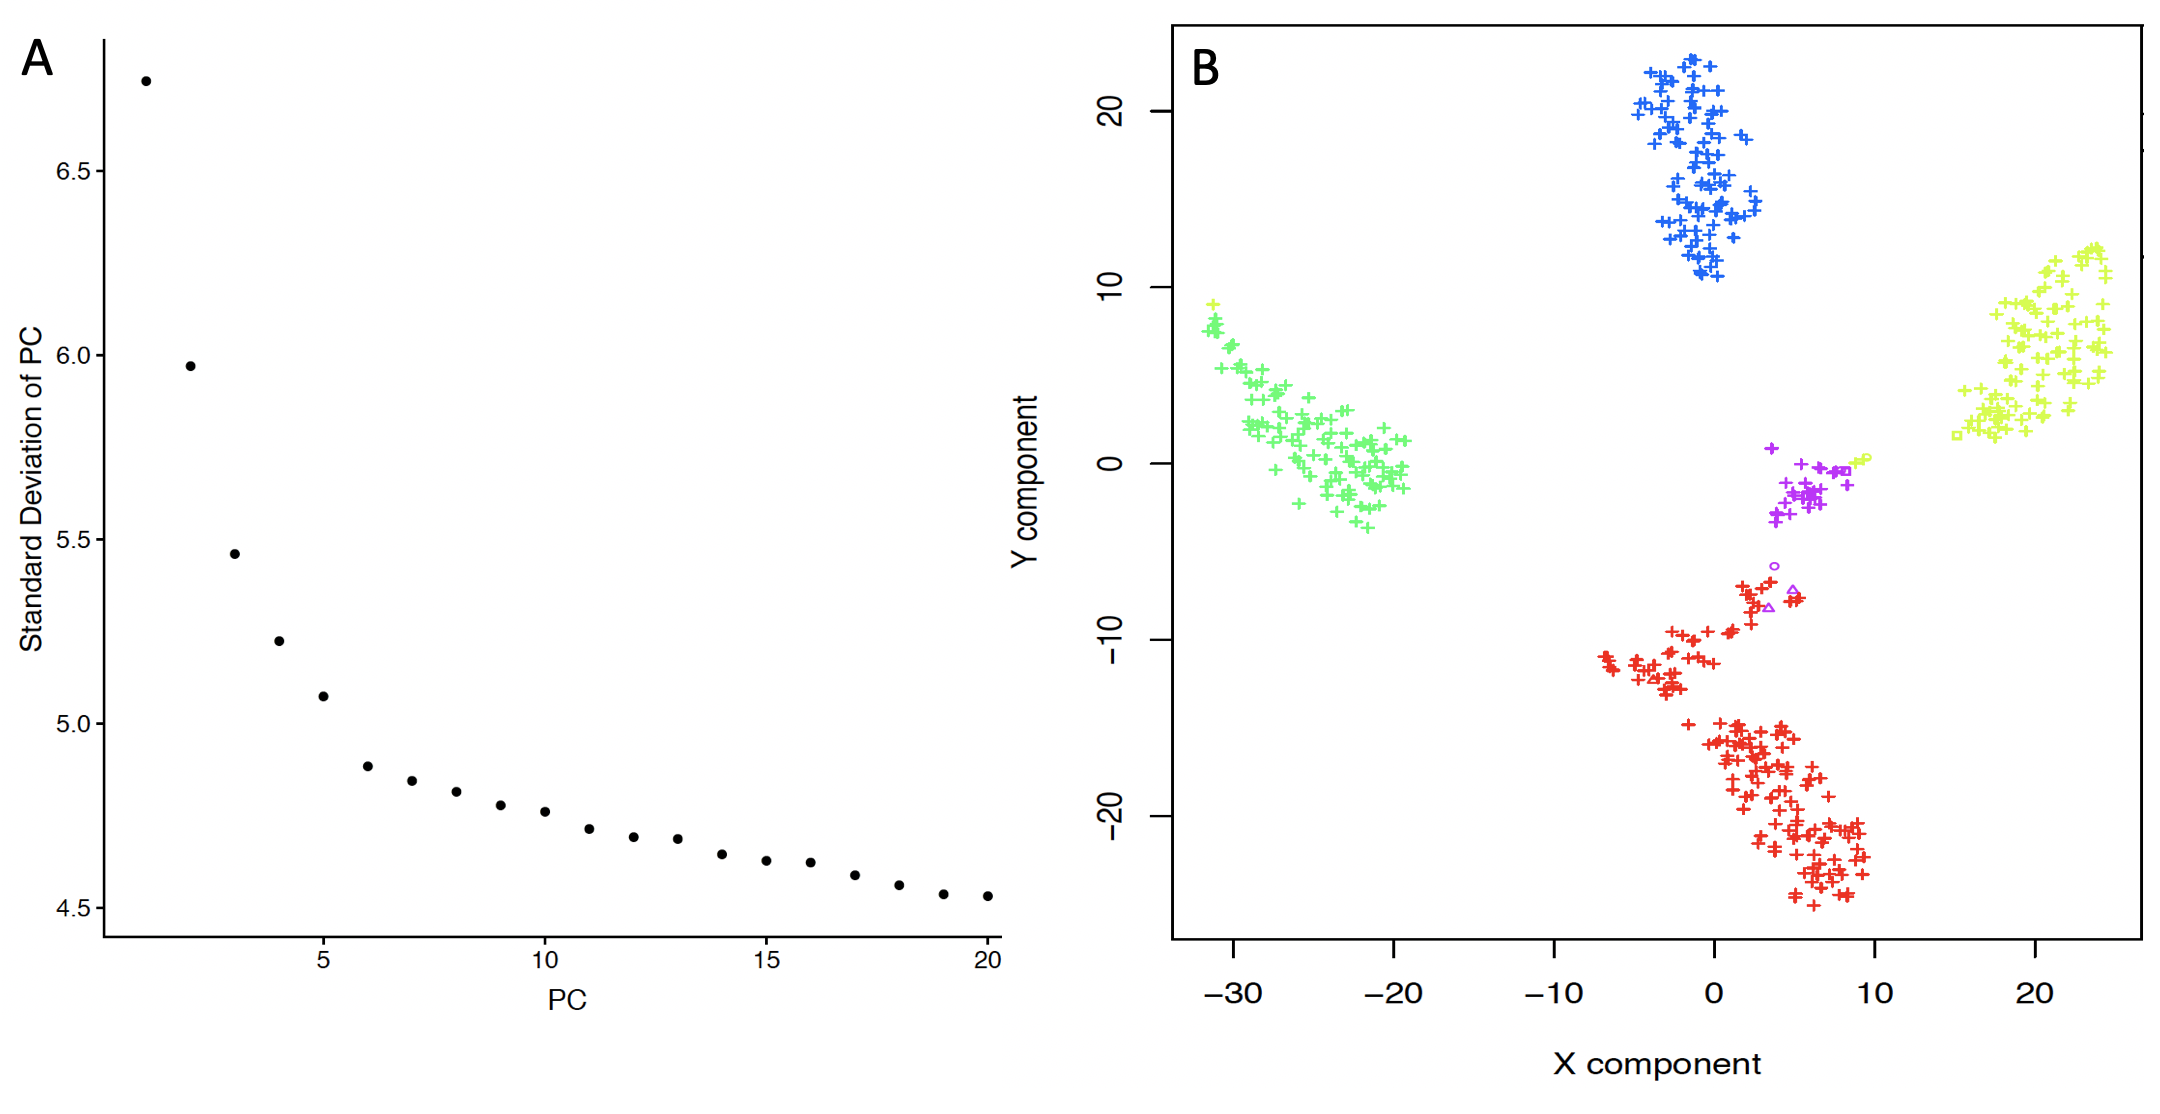 A
6.5
6.0
5.5
5.0
4.5
Standard Deviation of PC
5 10 15 20
PC
B
20
10
0
−10
−20
Y component
−30 −20 −10 0 10 20
X component